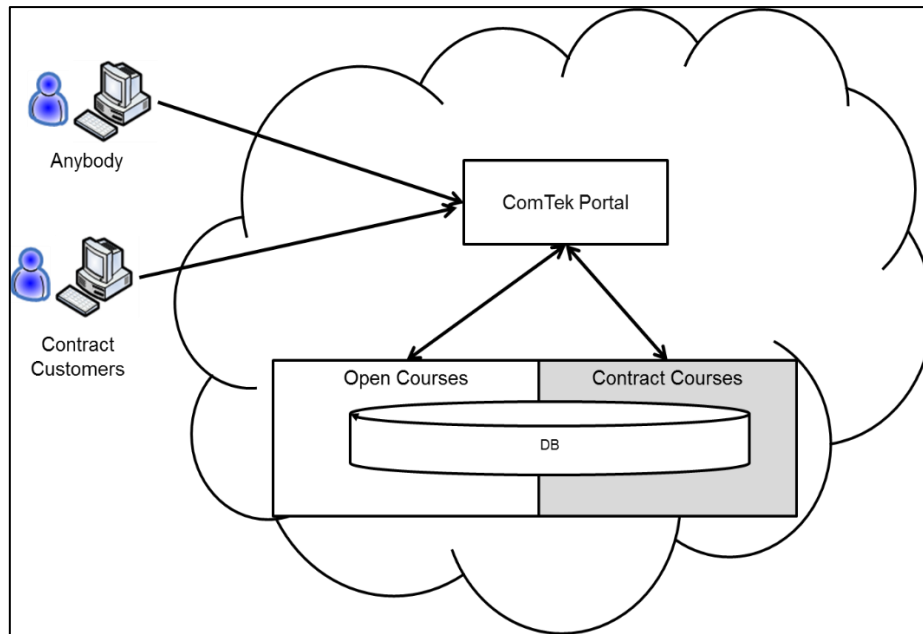 Anybody
ComTek Portal
Contract
Customers
Open Courses
Contract Courses
DB